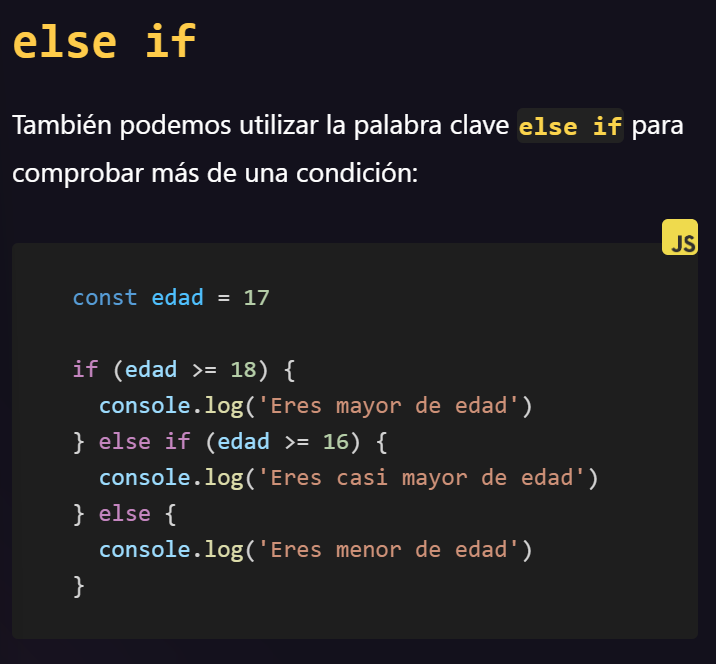 else if
También podemos utilizar la palabra clave else if para
comprobar más de una condición:
JS
const edad = 17
if (edad >= 18) {
  console.log('Eres mayor de edad')
} else if (edad >= 16) {
  console.log('Eres casi mayor de edad')
} else {
  console.log('Eres menor de edad')
}